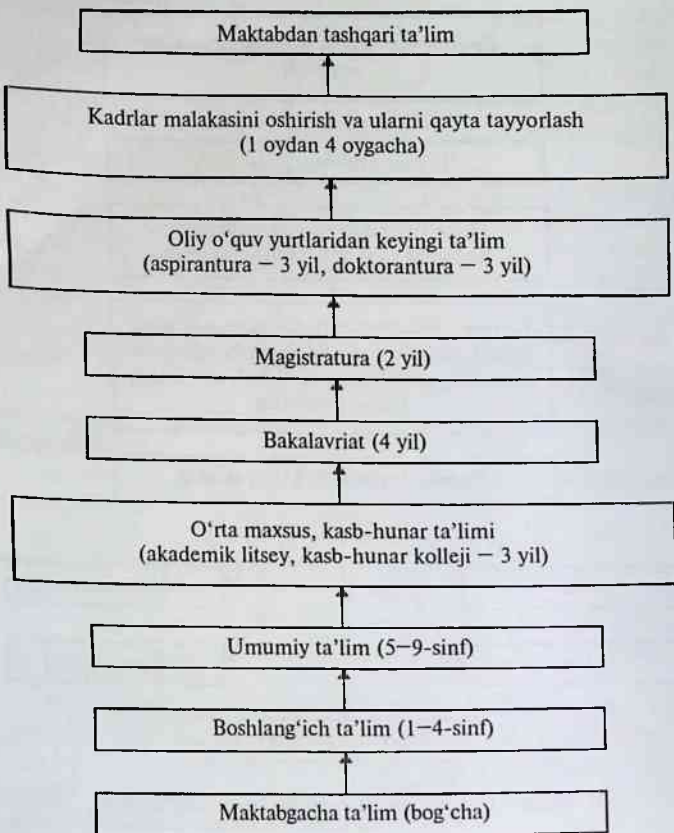 Maktabdan tashqari ta’lim
Kadrlar malakasini oshirish va ularni qayta tayyorlash
(1 oydan 4 oygacha)
Oliy o‘quv yurtlaridan keyingi ta’lim
(aspirantura – 3 yil, doktorantura – 3 yil)
Magistratura (2 yil)
Bakalavriat (4 yil)
O‘rta maxsus, kasb-hunar ta’limi
(akademik litsey, kasb-hunar kolleji – 3 yil)
Umumiy ta’lim (5–9-sinf)
Boshlang‘ich ta’lim (1–4-sinf)
Maktabgacha ta’lim (bog‘cha)